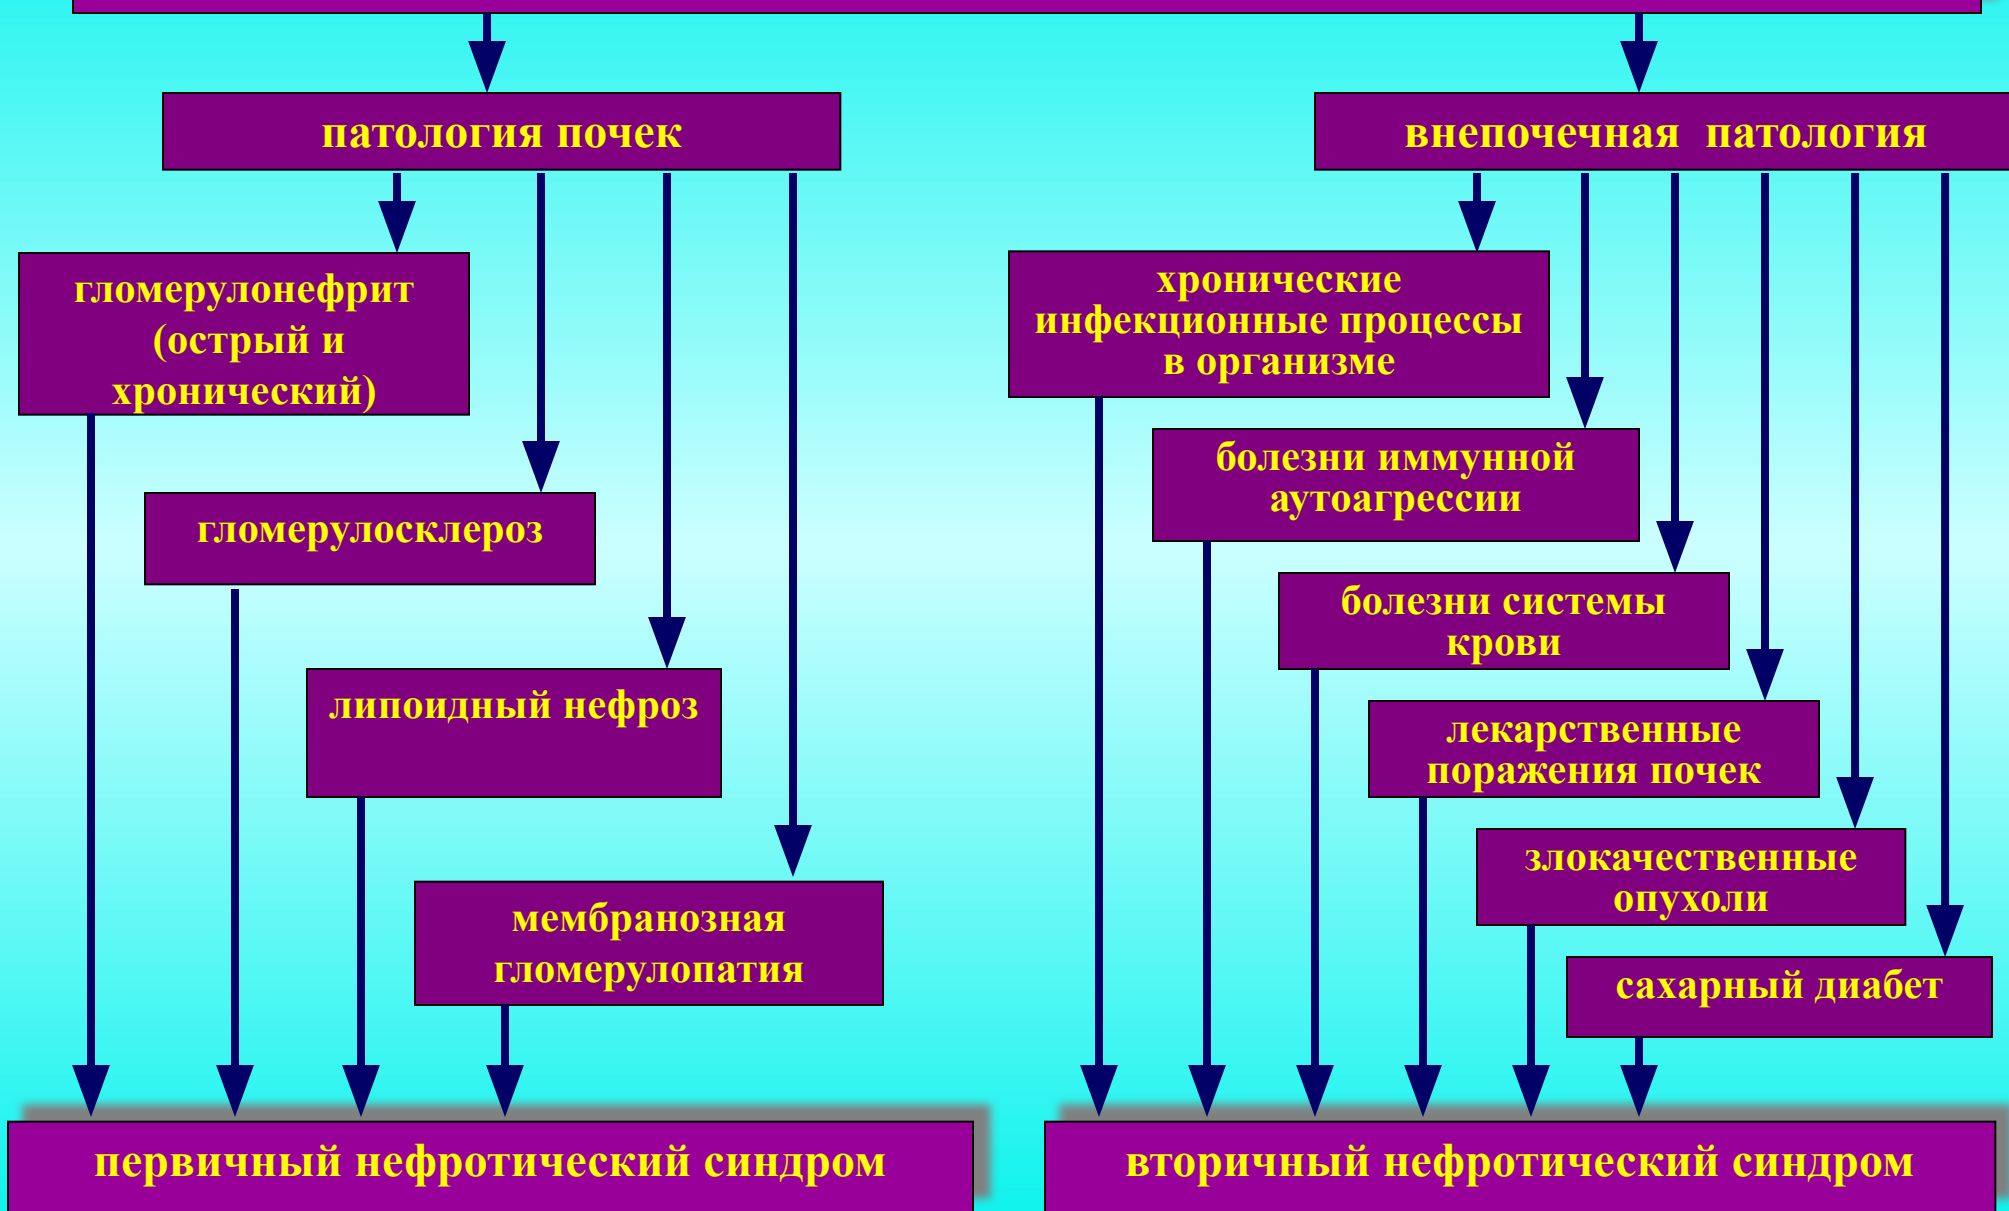 патология почек
внепочечная патология
гломерулонефрит
(острый и
хронический)
хронические
инфекционные процессы
в организме
болезни иммунной
аутоагрессии
гломерулосклероз
болезни системы
крови
липоидный нефроз
лекарственные
поражения почек
злокачественные
опухоли
мембранозная
гломерулопатия
сахарный диабет
первичный нефротический синдром
вторичный нефротический синдром